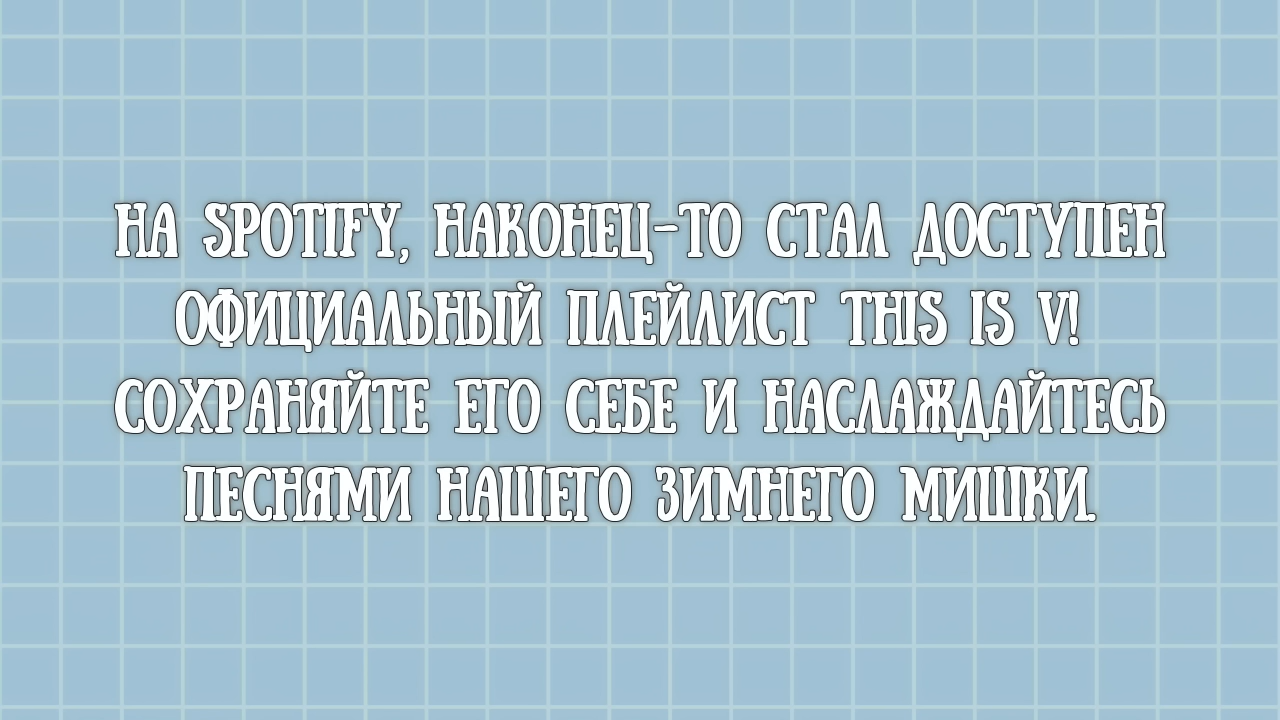 НА SPOTIFY, НАКОНЕЦ-ТО СТАЛ ДОСТУПЕН
ОФИЦИАЛЬНЫЙ ПЛЕЙЛИСТ THIS IS V!
СОХРАНЯЙТЕ ЕГО СЕБЕ И НАСЛАЖДАЙТЕСЬ
ПЕСНЯМИ НАШЕГО ЗИМНЕГО МИШКИ.